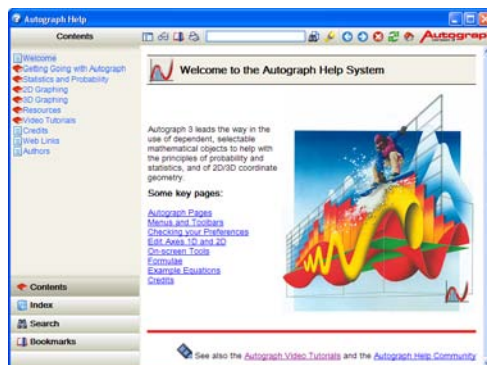 Autograph Help
Contents
Autograph
Welcome
Getting Going with Autograph
Statistics and Probability
2D Graphing
3D Graphing
Resources
Video Tutorials
Credits
Web Links
Authors
Contents
Index
Search
Bookmarks
Welcome to the Autograph Help System
Autograph 3 leads the way in the
use of dependent, selectable
mathematical objects to help with
the principles of probability and
statistics, and of 2D/3D coordinate
geometry.
Some key pages:
Autograph Pages
Menus and Toolbars
Checking your Preferences
Edit Axes 1D and 2D
On-screen Tools
Formulae
Example Equations
Credits
See also the Autograph Video Tutorials and the Autograph Help Community